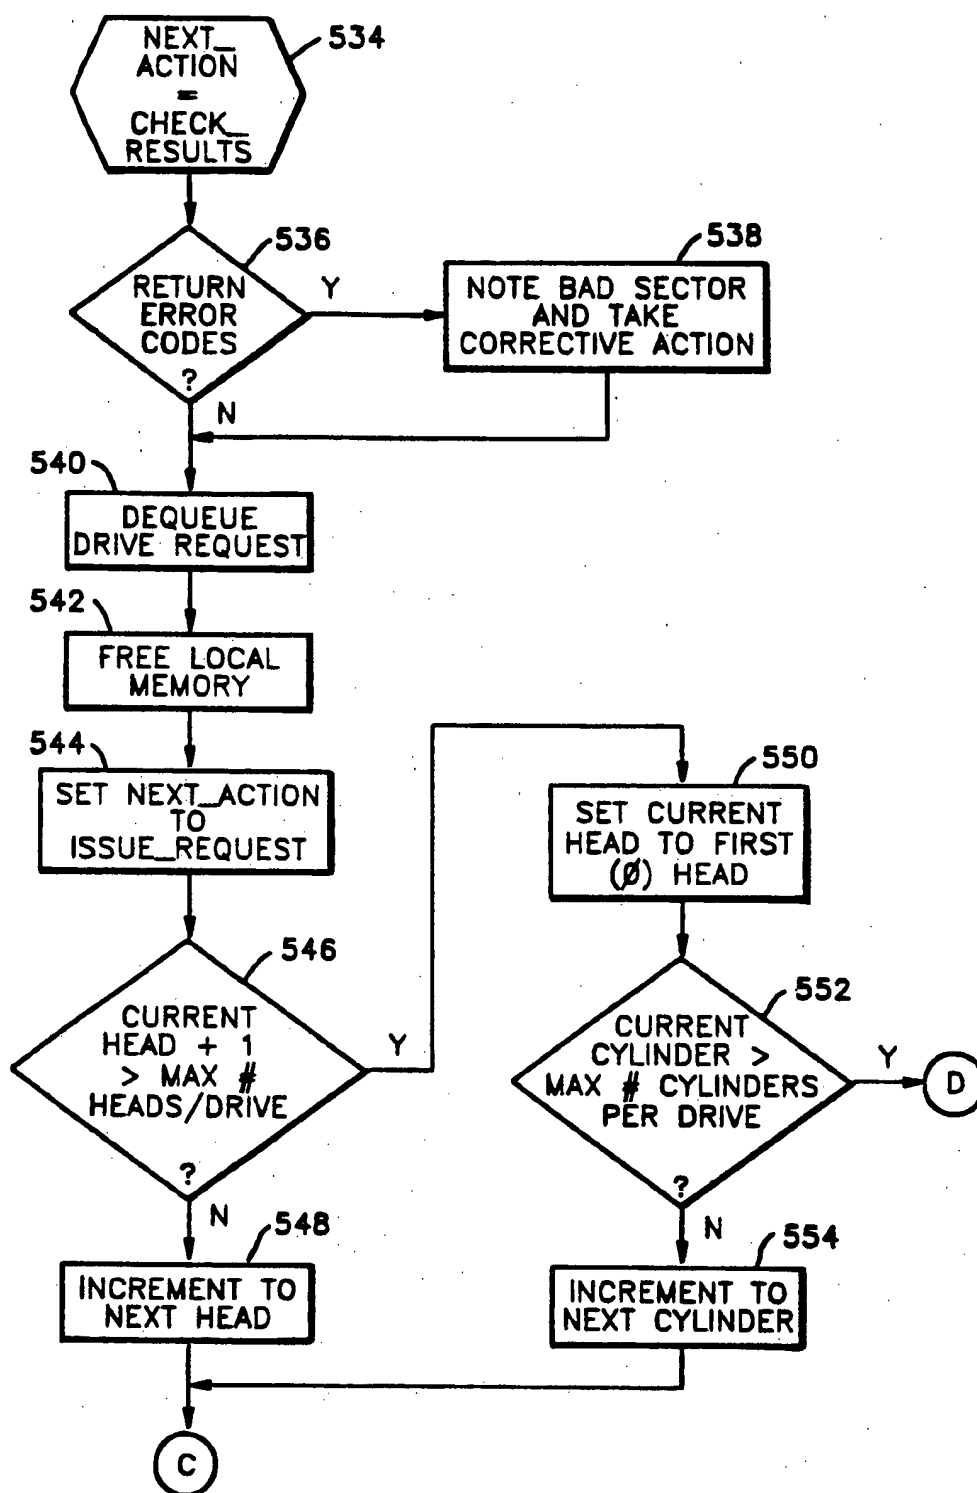 NEXT_
ACTION
=
CHECK_
RESULTS
534
RETURN
ERROR
CODES
?
536
Y
N
NOTE BAD SECTOR
AND TAKE
CORRECTIVE ACTION
538
540
DEQUEUE
DRIVE REQUEST
542
FREE LOCAL
MEMORY
544
SET NEXT_ACTION
TO
ISSUE_REQUEST
546
CURRENT
HEAD + 1
> MAX #
HEADS/DRIVE
?
Y
N
548
INCREMENT TO
NEXT HEAD
550
SET CURRENT
HEAD TO FIRST
(Ø) HEAD
552
CURRENT
CYLINDER >
MAX # CYLINDERS
PER DRIVE
?
Y
D
N
554
INCREMENT TO
NEXT CYLINDER
C